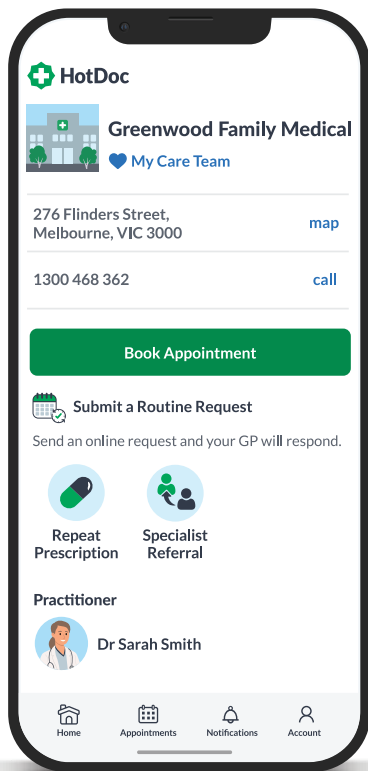 HotDoc
Greenwood Family Medical
My Care Team
276 Flinders Street,
Melbourne, VIC 3000
map
1300 468 362
call
Book Appointment
Submit a Routine Request
Send an online request and your GP will respond.
Repeat
Prescription
Specialist
Referral
Practitioner
Dr Sarah Smith
Home
Appointments
Notifications
Account